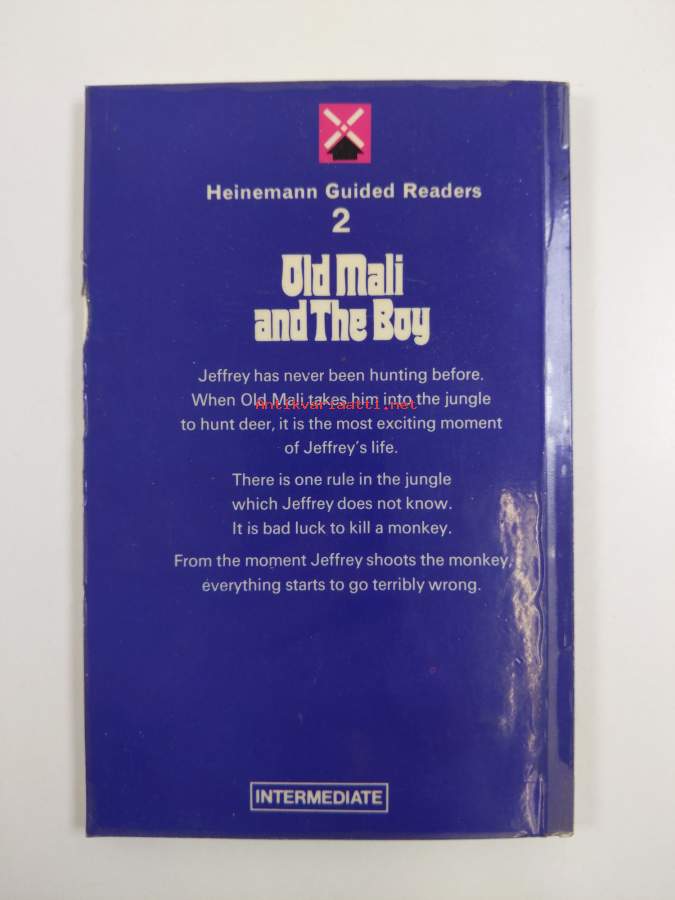 Heinemann Guided Readers
2
Old Mali
and The Boy
Jeffrey has never been hunting before.
When Old Mali takes him into the jungle
Antikvariaatti.net
to hunt deer, it is the most exciting moment
of Jeffrey's life.
There is one rule in the jungle
which Jeffrey does not know.
It is bad luck to kill a monkey.
From the moment Jeffrey shoots the monkey,
everything starts to go terribly wrong.
INTERMEDIATE